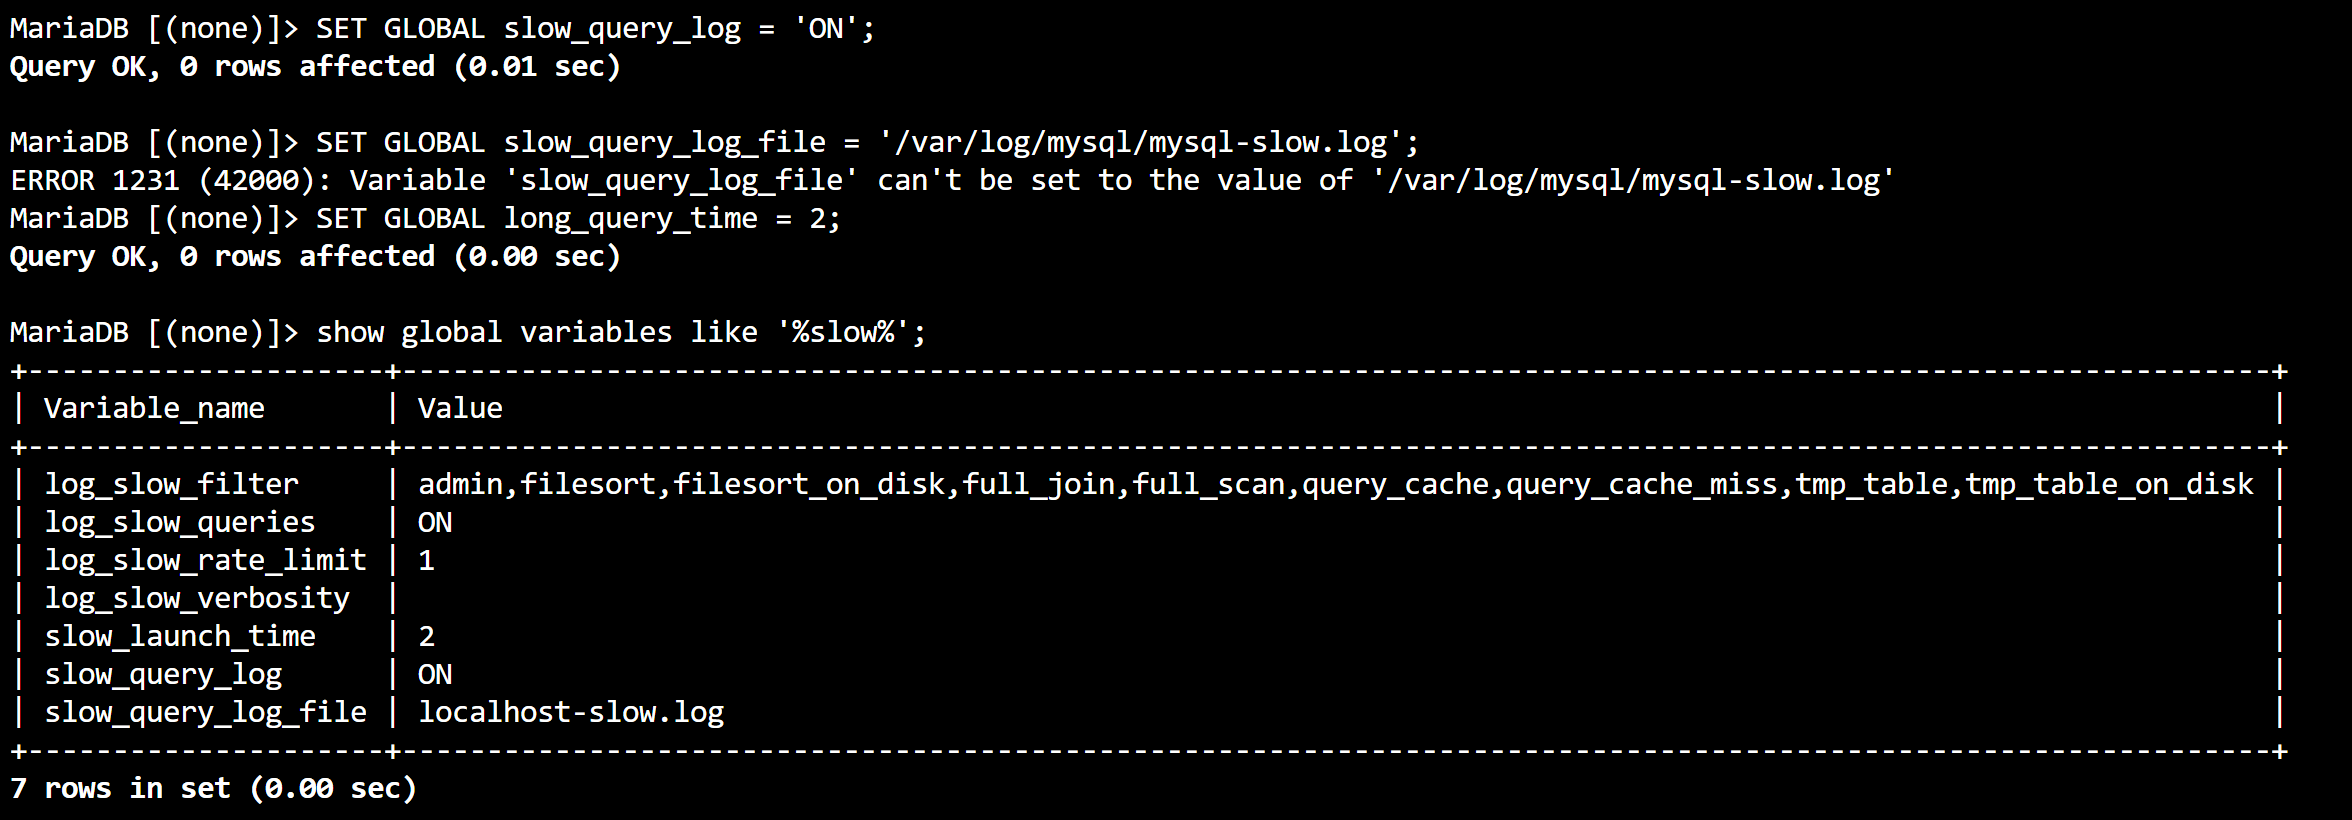 MariaDB [(none)]> SET GLOBAL slow_query_log = 'ON';
Query OK, 0 rows affected (0.01 sec)
MariaDB [(none)]> SET GLOBAL slow_query_log_file = '/var/log/mysql/mysql-slow.log';
ERROR 1231 (42000): Variable 'slow_query_log_file' can't be set to the value of '/var/log/mysql/mysql-slow.log'
MariaDB [(none)]> SET GLOBAL long_query_time = 2;
Query OK, 0 rows affected (0.00 sec)
MariaDB [(none)]> show global variables like '%slow%';
+---------------------+--------------------------------------------------------------------------------------------------------------+
| Variable_name       | Value                                                                                                        |
+---------------------+--------------------------------------------------------------------------------------------------------------+
| log_slow_filter     | admin,filesort,filesort_on_disk,full_join,full_scan,query_cache,query_cache_miss,tmp_table,tmp_table_on_disk |
| log_slow_queries    | ON                                                                                                           |
| log_slow_rate_limit | 1                                                                                                            |
| log_slow_verbosity  |                                                                                                              |
| slow_launch_time    | 2                                                                                                            |
| slow_query_log      | ON                                                                                                           |
| slow_query_log_file | localhost-slow.log                                                                                           |
+---------------------+--------------------------------------------------------------------------------------------------------------+
7 rows in set (0.00 sec)